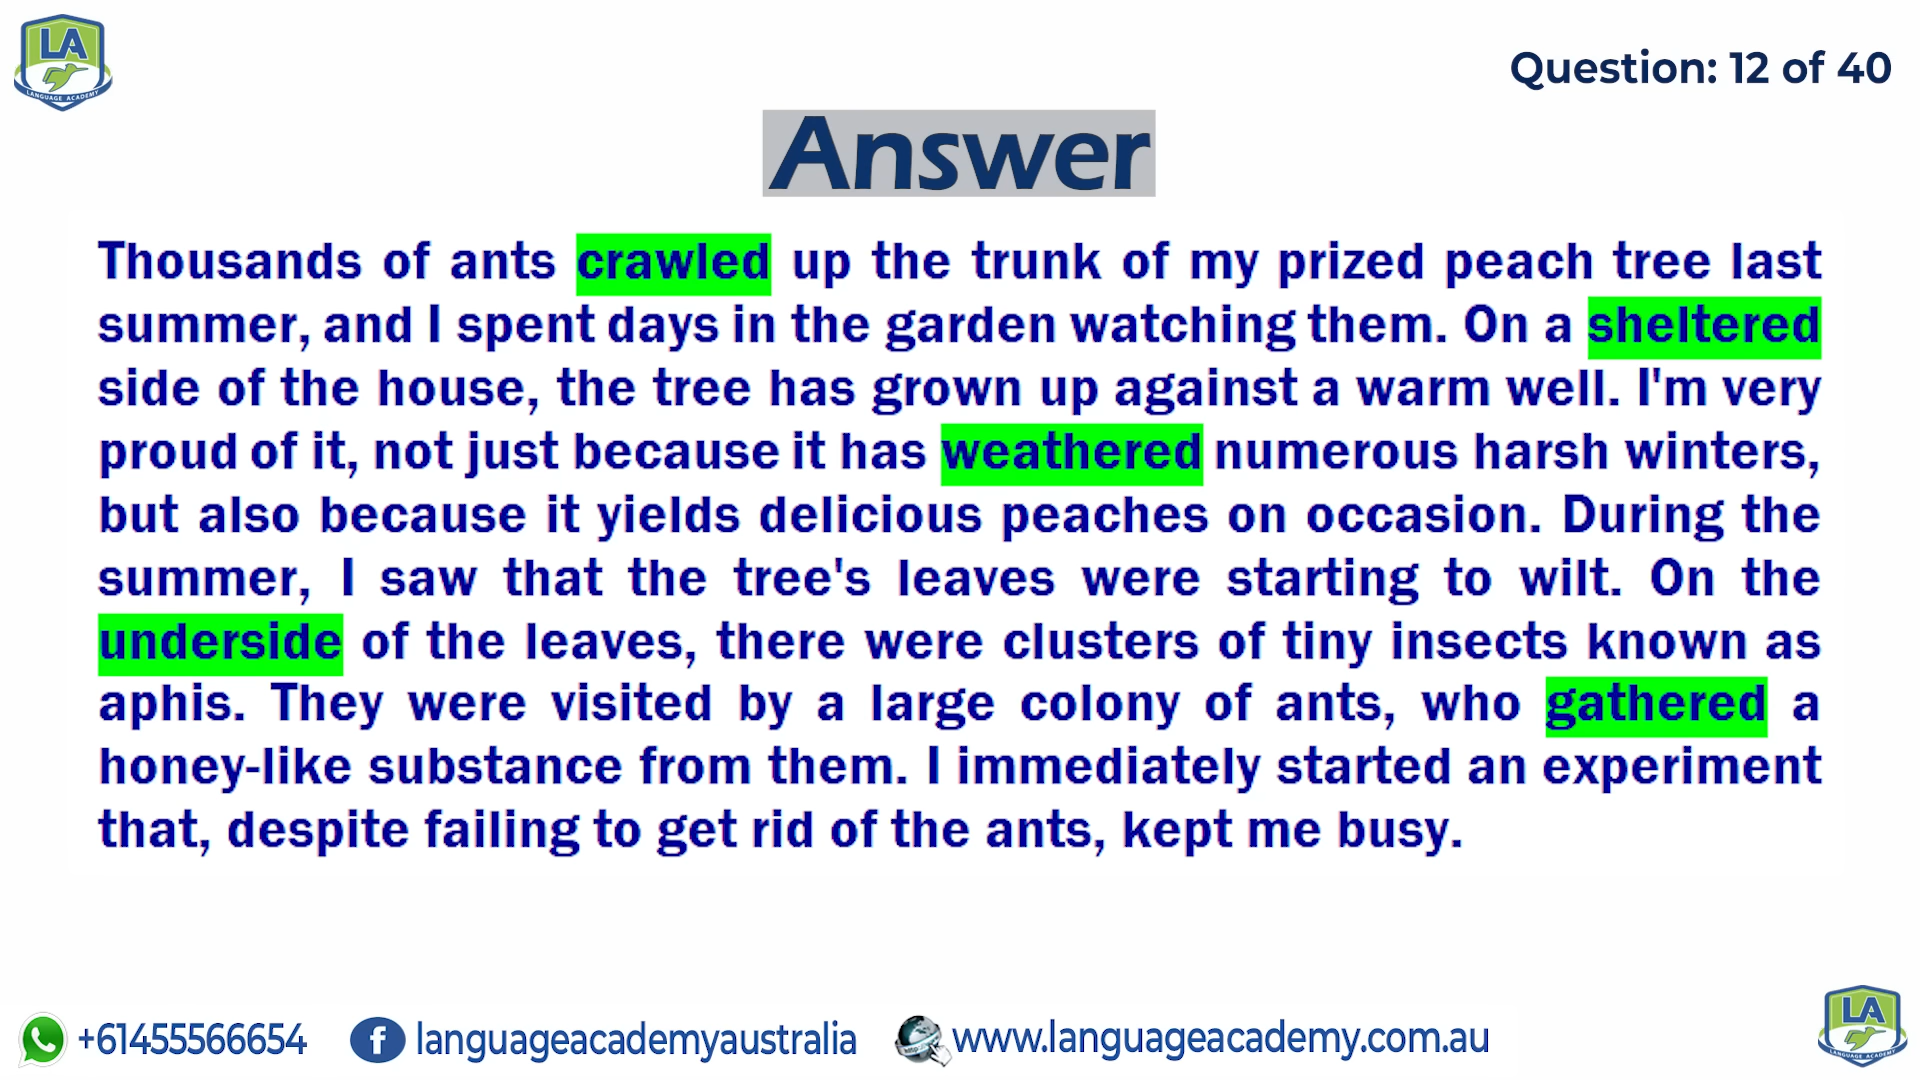 LA
LANGUAGE ACADEMY
Question: 12 of 40
Answer
Thousands of ants crawled up the trunk of my prized peach tree last
summer, and I spent days in the garden watching them. On a sheltered
side of the house, the tree has grown up against a warm well. I'm very
proud of it, not just because it has weathered numerous harsh winters,
but also because it yields delicious peaches on occasion. During the
summer, I saw that the tree's leaves were starting to wilt. On the
underside of the leaves, there were clusters of tiny insects known as
aphis. They were visited by a large colony of ants, who gathered a
honey-like substance from them. I immediately started an experiment
that, despite failing to get rid of the ants, kept me busy.
+61455566654
f
languageacademyaustralia
http://
www.languageacademy.com.au
LA
LANGUAGE ACADEMY